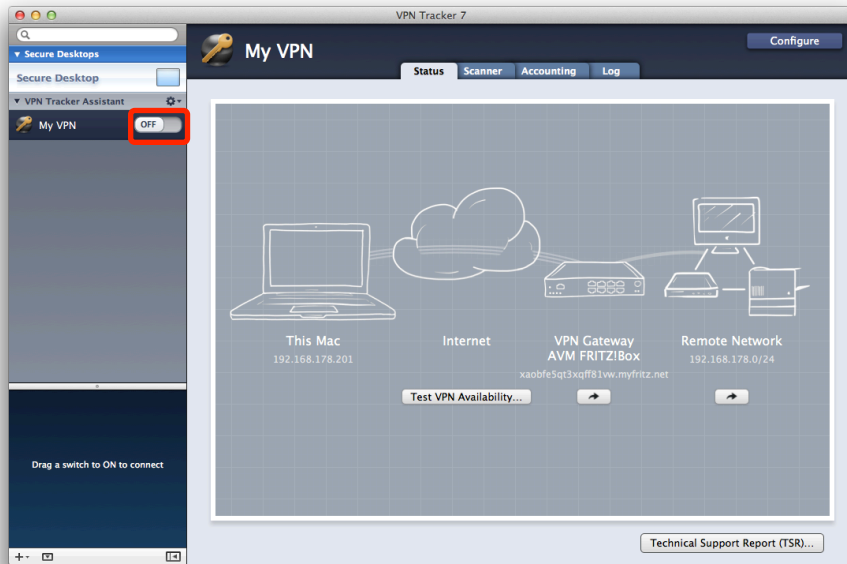 VPN Tracker 7
Secure Desktops
Secure Desktop
VPN Tracker Assistant
My VPN
OFF
Drag a switch to ON to connect
My VPN
Configure
Status Scanner Accounting Log
This Mac
192.168.178.201
Internet
VPN Gateway
AVM FRITZ!Box
xaobfe5qt3xqff81vw.myfritz.net
Remote Network
192.168.178.0/24
Test VPN Availability...
Technical Support Report (TSR)...